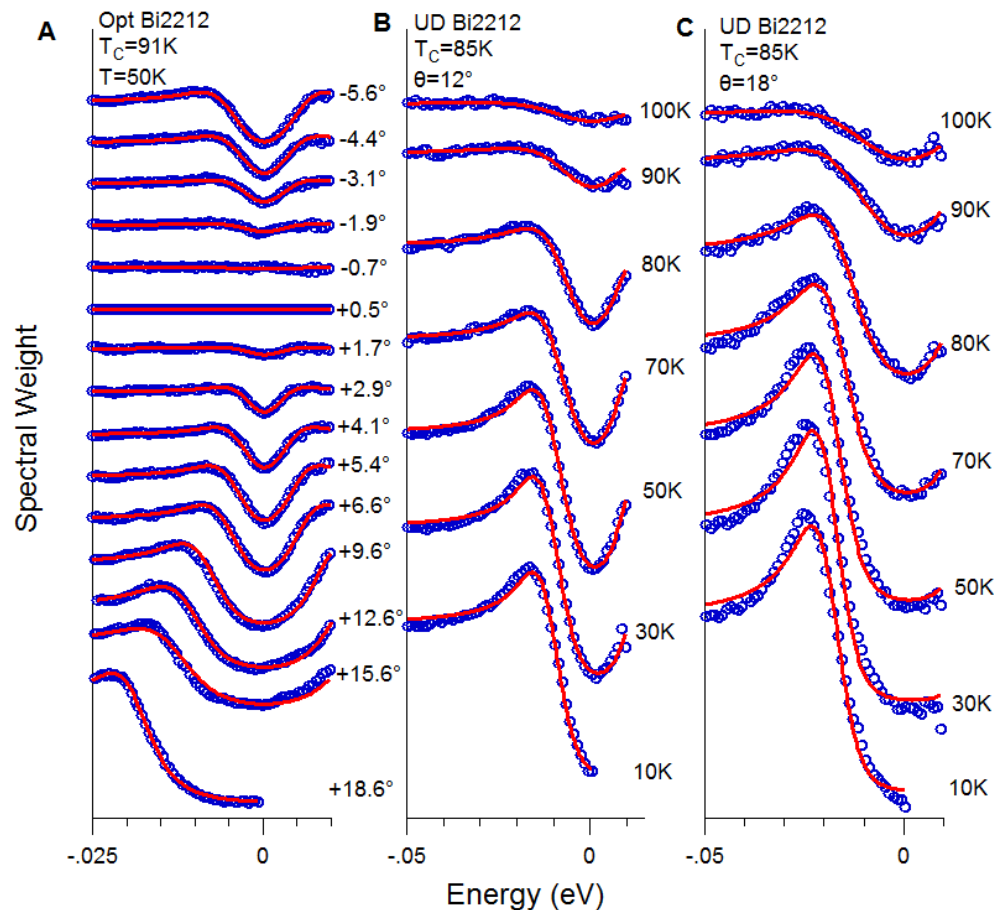 A
Opt Bi2212
T_C=91K
T=50K
-5.6°
-4.4°
-3.1°
-1.9°
-0.7°
+0.5°
+1.7°
+2.9°
+4.1°
+5.4°
+6.6°
+9.6°
+12.6°
+15.6°
+18.6°
-.025
0
B
UD Bi2212
T_C=85K
θ=12°
100K
90K
80K
70K
50K
30K
10K
-.05
0
C
UD Bi2212
T_C=85K
θ=18°
100K
90K
80K
70K
50K
30K
10K
-.05
0
Spectral Weight
Energy (eV)